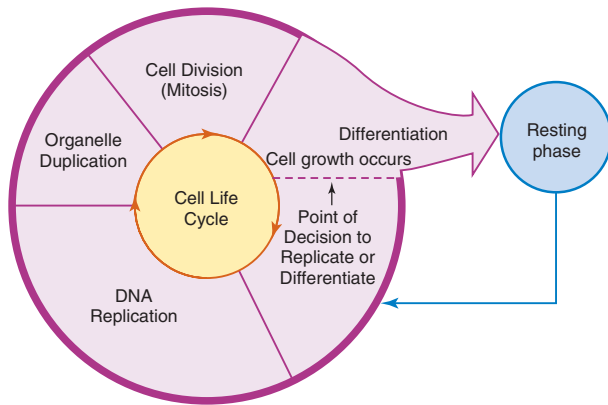 Cell Division
(Mitosis)
Organelle
Duplication
Differentiation
Cell growth occurs
Resting
phase
Cell Life
Cycle
Point of
Decision to
Replicate or
Differentiate
DNA
Replication